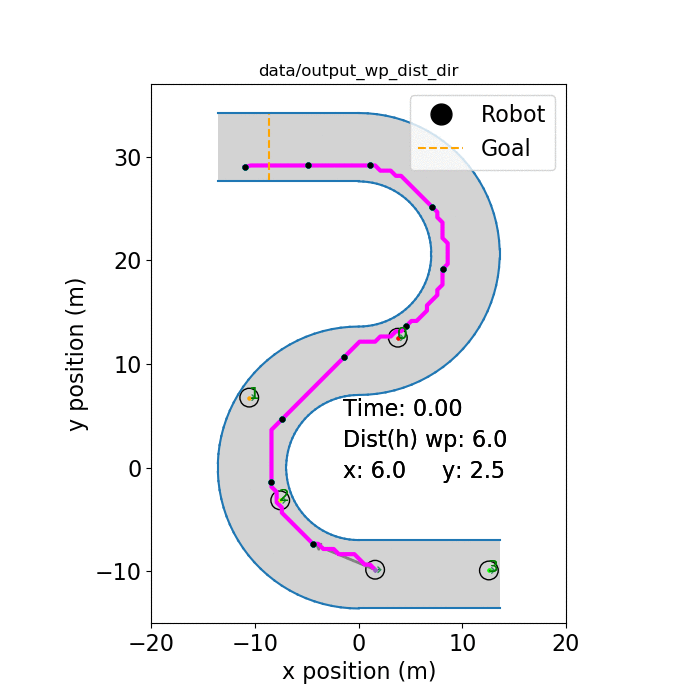 data/output_wp_dist_dir
Robot
Goal
30
20
10
0
−10
y position (m)
1
2
3
Time: 0.00
Dist(h) wp: 6.0
x: 6.0 y: 2.5
−20
−10
0
10
20
x position (m)